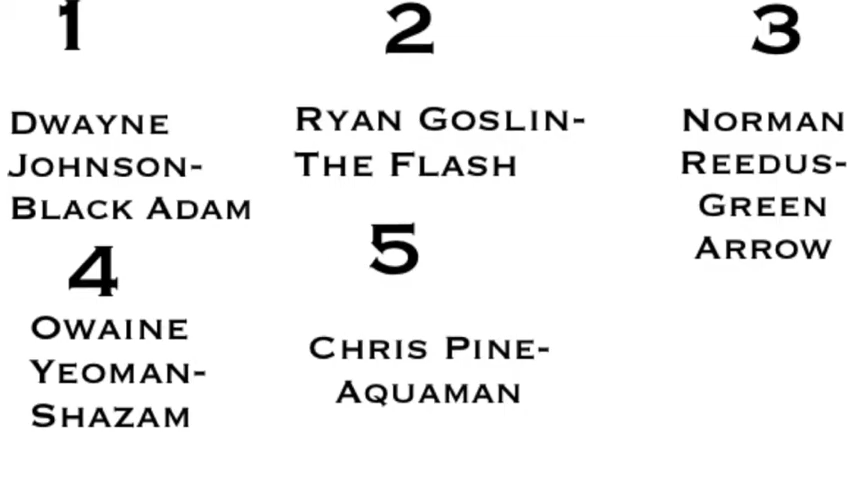 1
Dwayne
Johnson-
Black Adam
2
Ryan Goslin-
The Flash
3
Norman
Reedus-
Green
Arrow
4
Owaine
Yeoman-
Shazam
5
Chris Pine-
Aquaman